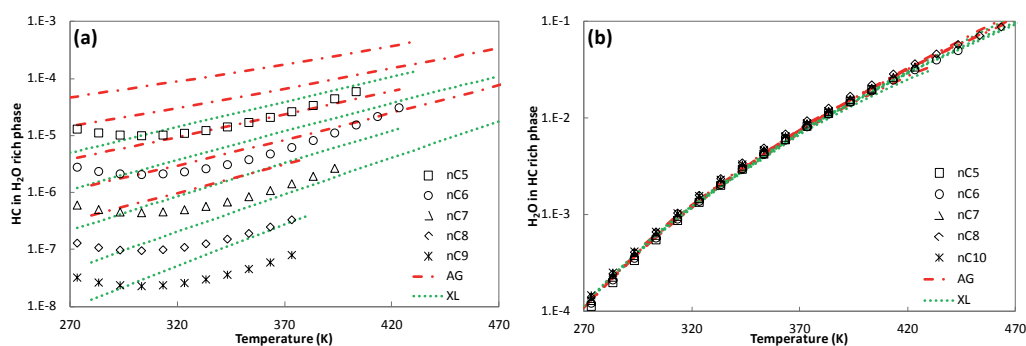 (a)
HC in H₂O rich phase
1.E-3
1.E-4
1.E-5
1.E-6
1.E-7
1.E-8
270
320
370
420
470
Temperature (K)
nC5
nC6
nC7
nC8
nC9
AG
XL
(b)
H₂O in HC rich phase
1.E-1
1.E-2
1.E-3
1.E-4
270
320
370
420
470
Temperature (K)
nC5
nC6
nC7
nC8
nC10
AG
XL